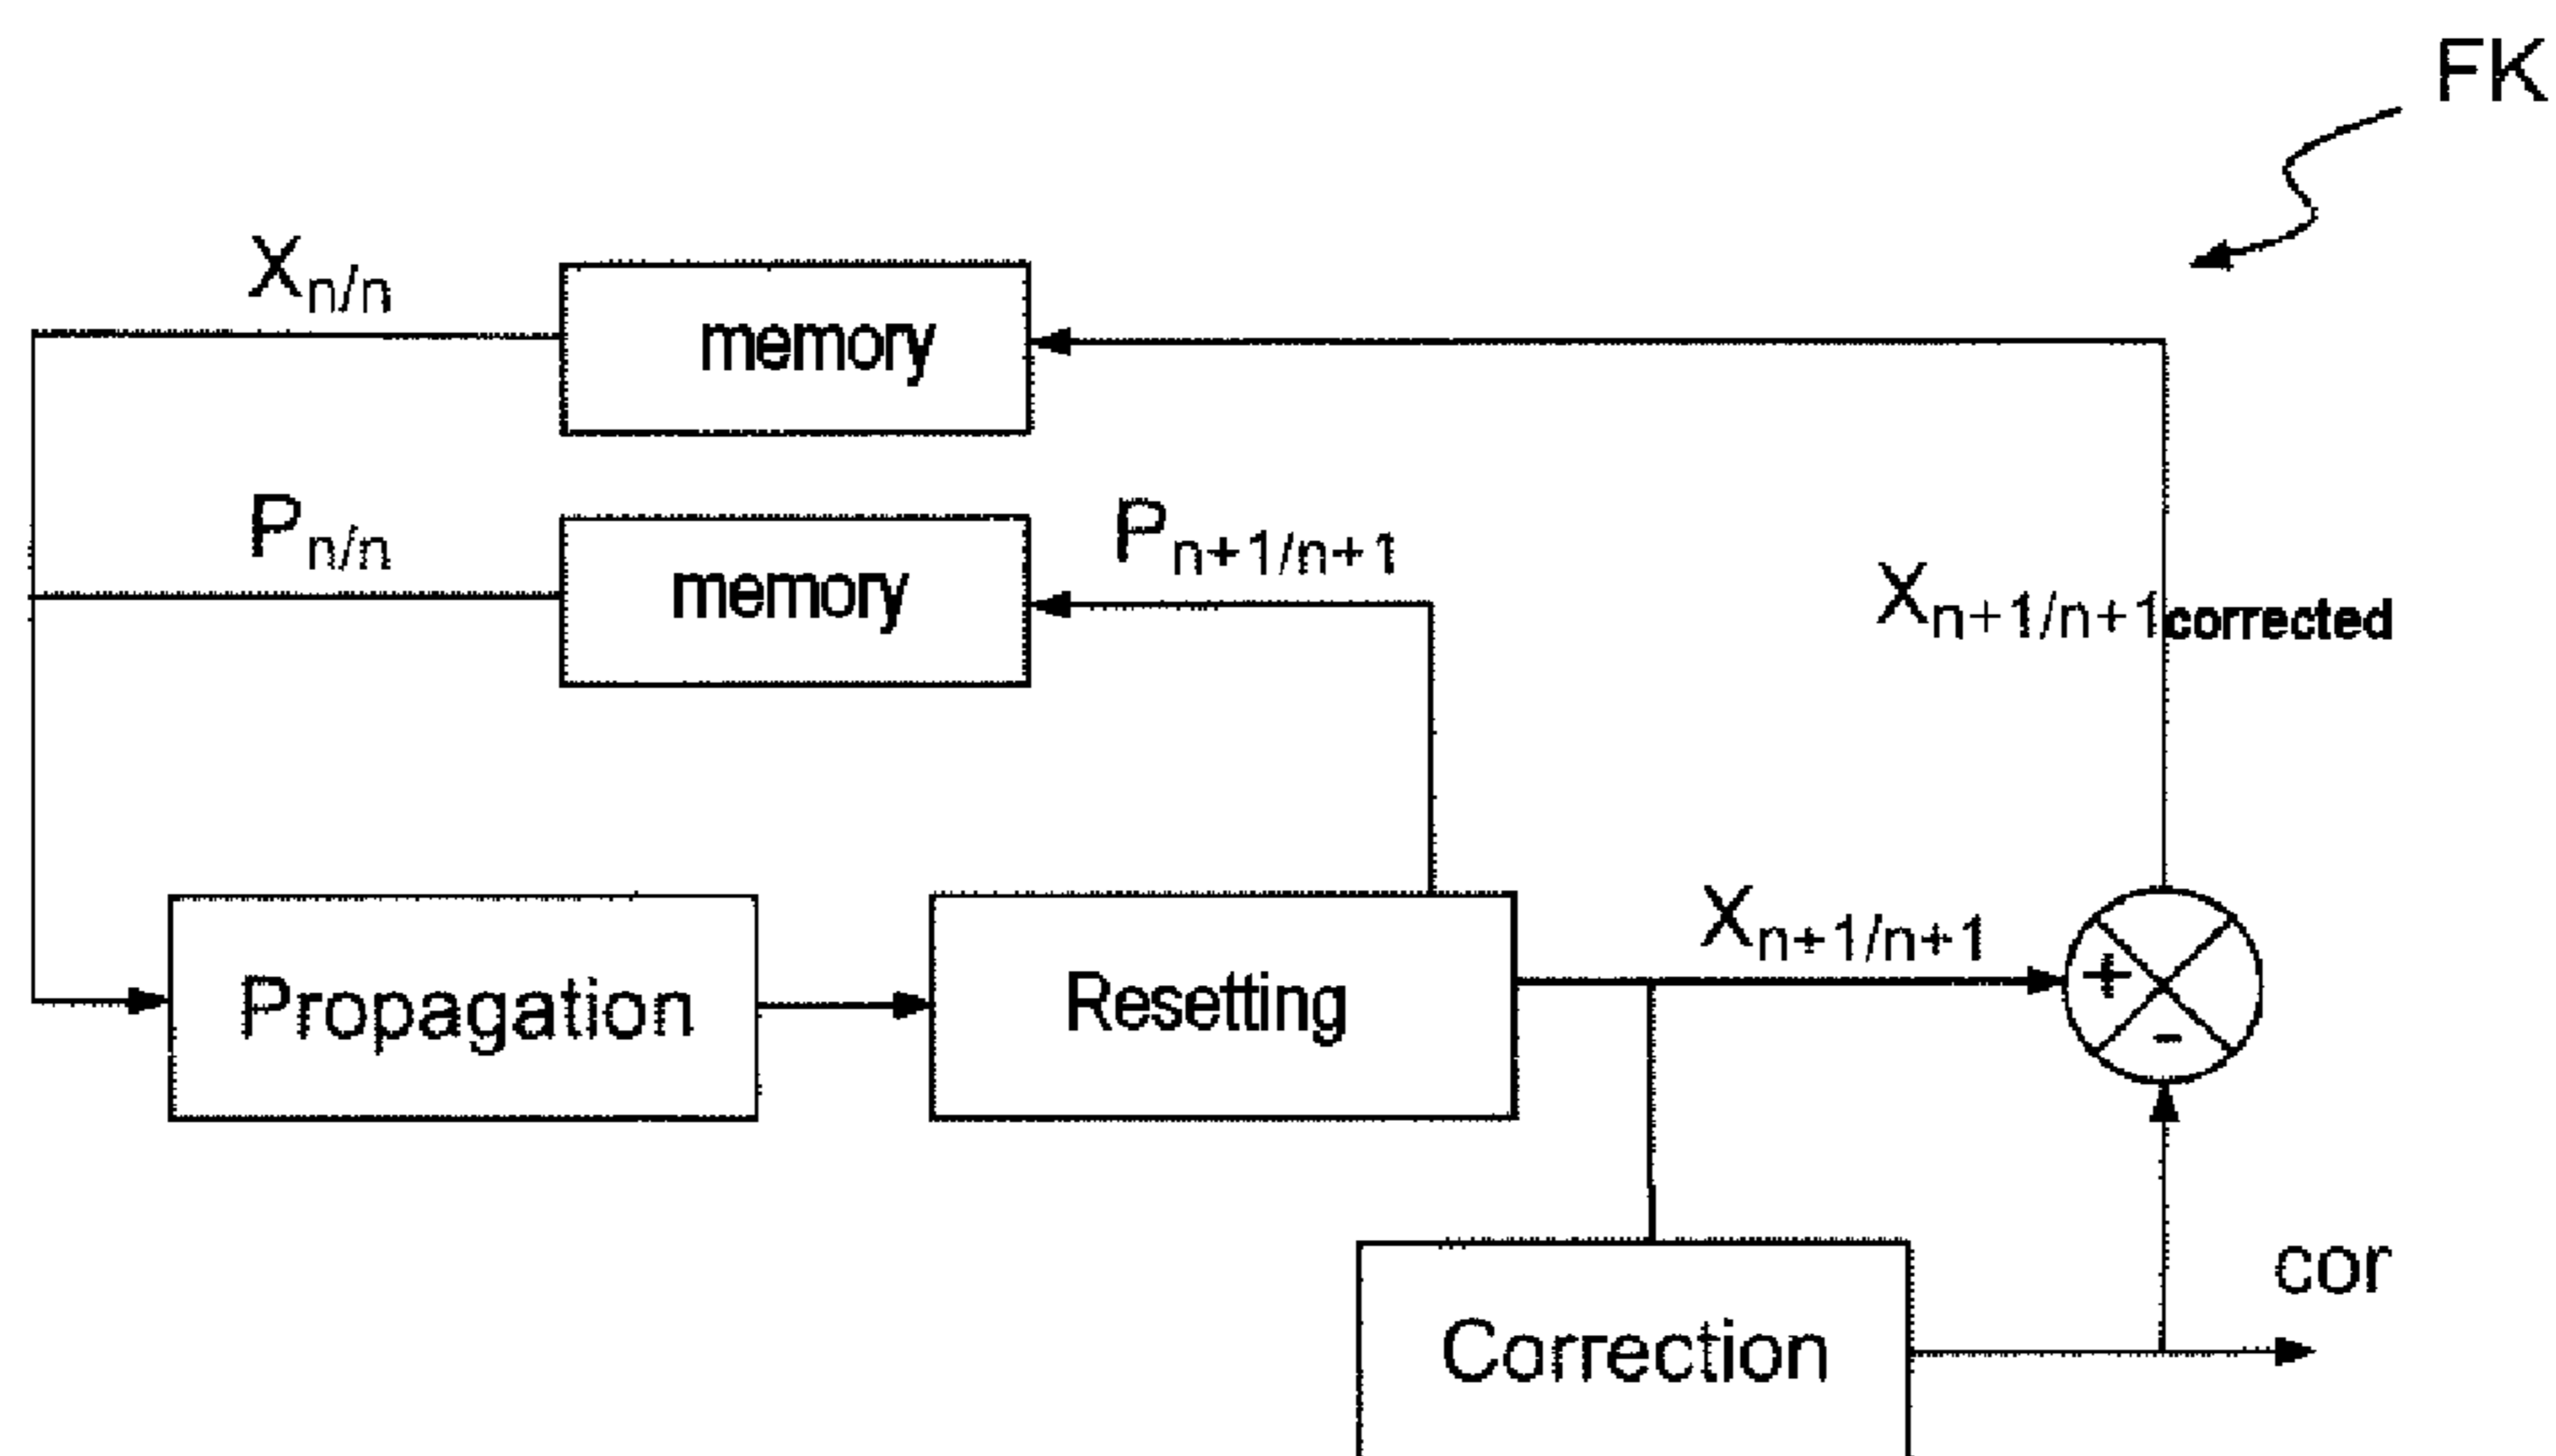 FK
Xn/n
memory
Pn/n
memory
Pn+1/n+1
Xn+1/n+1corrected
Propagation
Resetting
Xn+1/n+1
+
-
Correction
cor